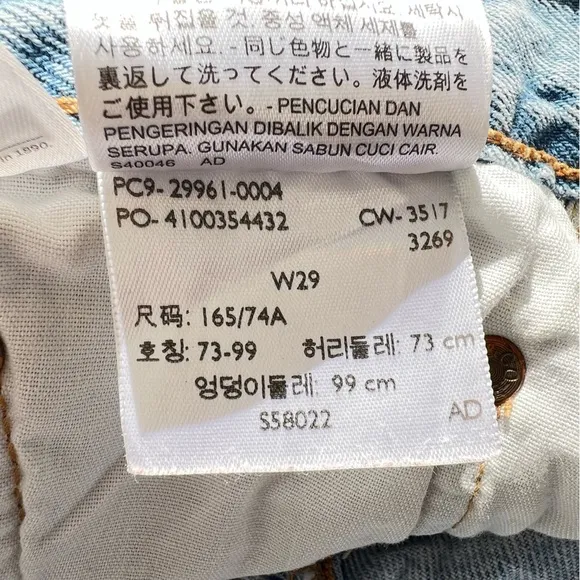 사용하세요. - 同じ色物と一緒に製品を
裏返して洗ってください。液体洗剤を
ご使用下さい。- PENCUCIAN DAN
PENGERINGAN DIBALIK DENGAN WARNA
SERUPA. GUNAKAN SABUN CUCI CAIR.
S40046 AD
PC9- 29961-0004
PO- 4100354432
CW- 3517
3269
W29
尺码: 165/74A
호칭: 73-99 허리둘레: 73 cm
엉덩이둘레: 99 cm
S58022 AD